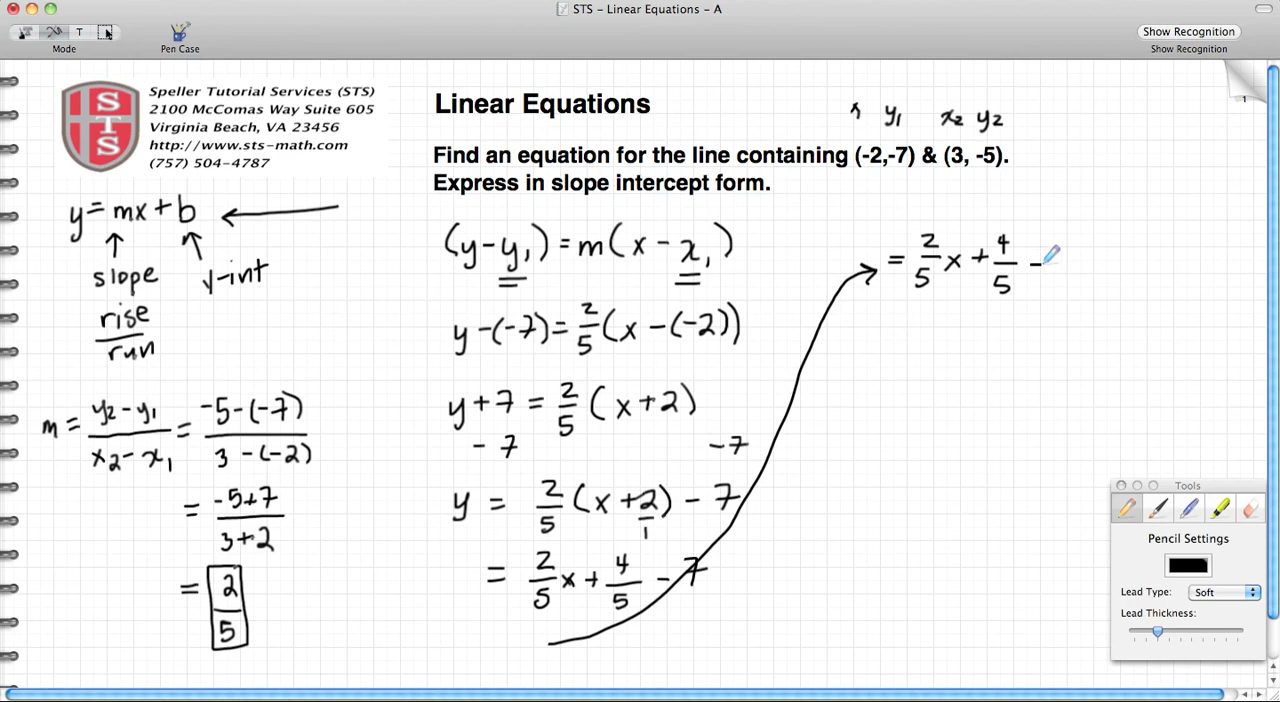 STS – Linear Equations – A
Mode
T
Pen Case
Show Recognition
Show Recognition
1
STS
Speller Tutorial Services (STS)
2100 McComas Way Suite 605
Virginia Beach, VA 23456
http://www.sts-math.com
(757) 504-4787
Linear Equations
y₁ x₂ y₂
Find an equation for the line containing (-2,-7) & (3, -5).
Express in slope intercept form.
y = mx + b
slope y-int
rise
run
m = y₂ - y₁ / x₂ - x₁ = -5 - (-7) / 3 - (-2)
= -5+7 / 3+2
= 2/5
(y - y₁) = m(x - x₁)
y - (-7) = 2/5 (x - (-2))
y + 7 = 2/5 (x + 2)
- 7 - 7
y = 2/5 (x + 2/1) - 7
= 2/5 x + 4/5 - 7
= 2/5 x + 4/5 -
Tools
Pencil Settings
Lead Type: Soft
Lead Thickness: